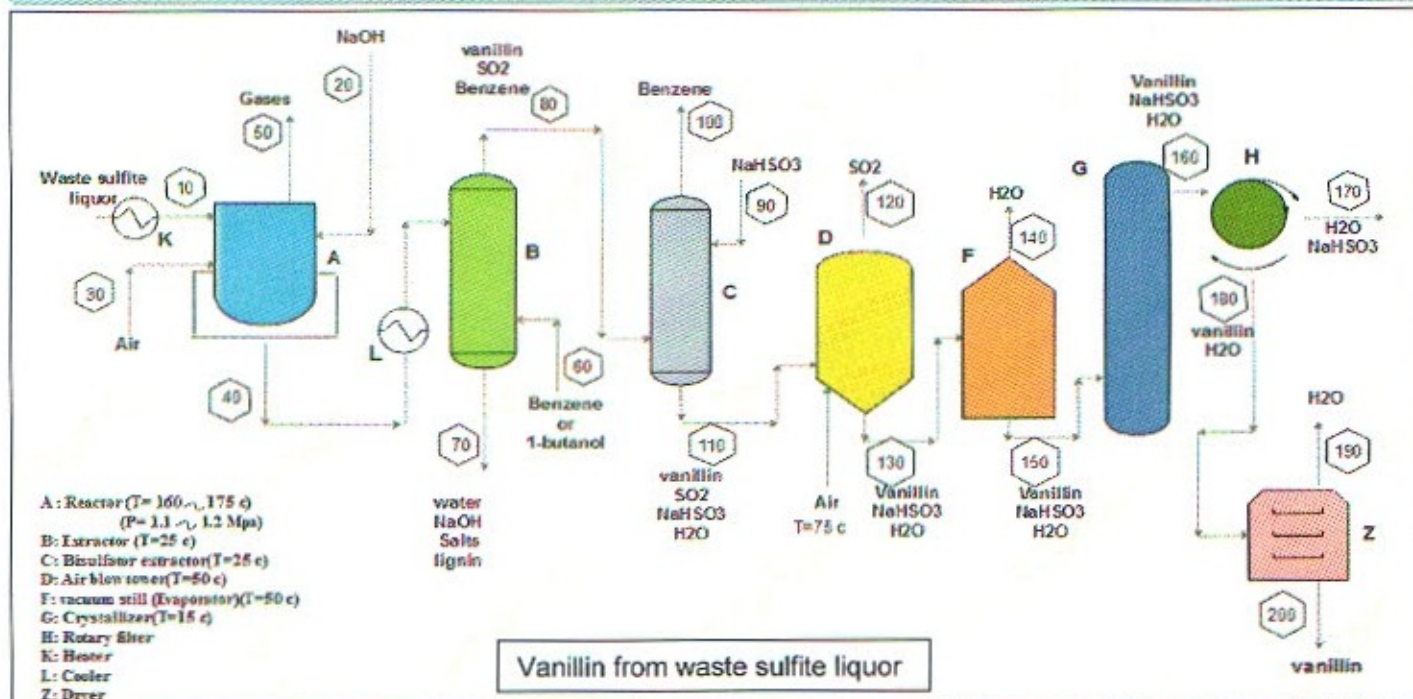 NaOH
20
Gases
50
Waste sulfite
liquor
10
K
A
30
Air
40
vanillin
SO2
Benzene
80
B
L
60
Benzene
or
1-butanol
70
water
NaOH
Salts
lignin
Benzene
100
NaHSO3
90
C
110
vanillin
SO2
NaHSO3
H2O
SO2
120
D
Air
T=75 c
130
Vanillin
NaHSO3
H2O
H2O
140
F
150
Vanillin
NaHSO3
H2O
G
Vanillin
NaHSO3
H2O
160
H
170
H2O
NaHSO3
180
vanillin
H2O
H2O
190
Z
200
vanillin
A : Reactor (T= 160 ~ 175 c)
(P= 1.1 ~ 1.2 Mpa)
B: Extractor (T=25 c)
C: Bisulfator extractor(T=25 c)
D: Air blow tower(T=50 c)
F: vacuum still (Evaporator)(T=50 c)
G: Crystallizer(T=15 c)
H: Rotary filter
K: Heater
L: Cooler
Z: Dryer
Vanillin from waste sulfite liquor